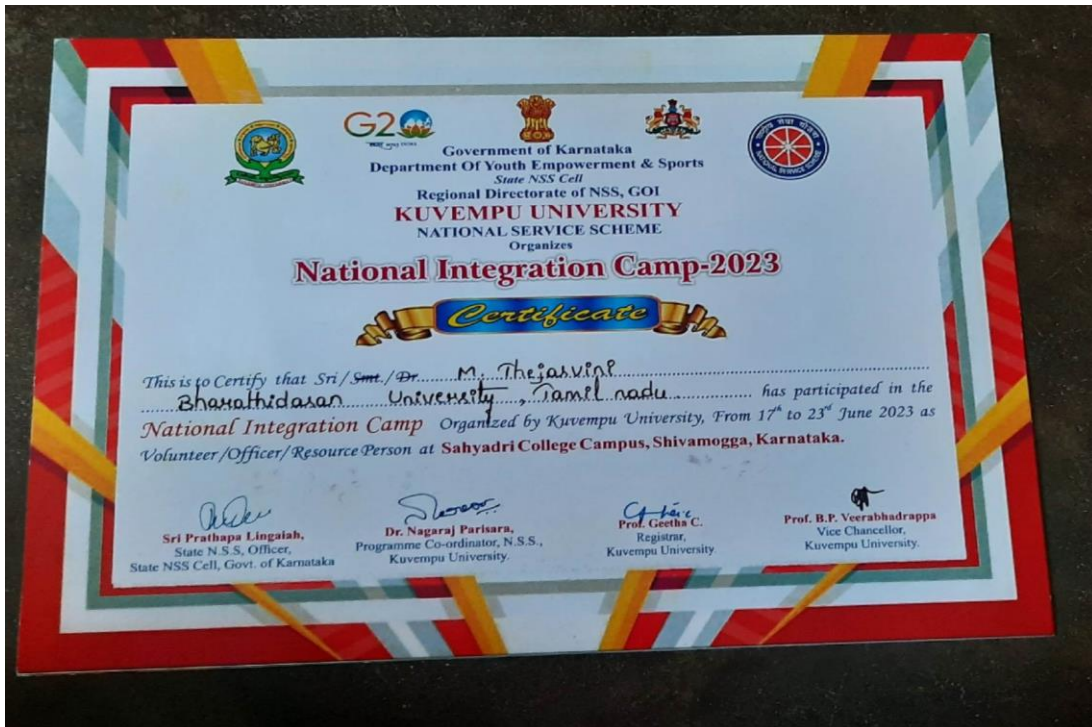 G20
Government of Karnataka
Department Of Youth Empowerment & Sports
State NSS Cell
Regional Directorate of NSS, GOI
KUVEMPU UNIVERSITY
NATIONAL SERVICE SCHEME
Organizes
National Integration Camp-2023
Certificate
This is to Certify that Sri/Smt./Dr. M. Thejasvini
Bharathidasan University, Tamil nadu has participated in the
National Integration Camp Organized by Kuvempu University, From 17th to 23rd June 2023 as
Volunteer/Officer/Resource Person at Sahyadri College Campus, Shivamogga, Karnataka.
Sri Prathapa Lingaiah,
State N.S.S, Officer,
State NSS Cell, Govt. of Karnataka
Dr. Nagaraj Parisara,
Programme Co-ordinator, N.S.S.,
Kuvempu University.
Prof. Geetha C.
Registrar,
Kuvempu University
Prof. B.P. Veerabhadrappa
Vice Chancellor,
Kuvempu University.